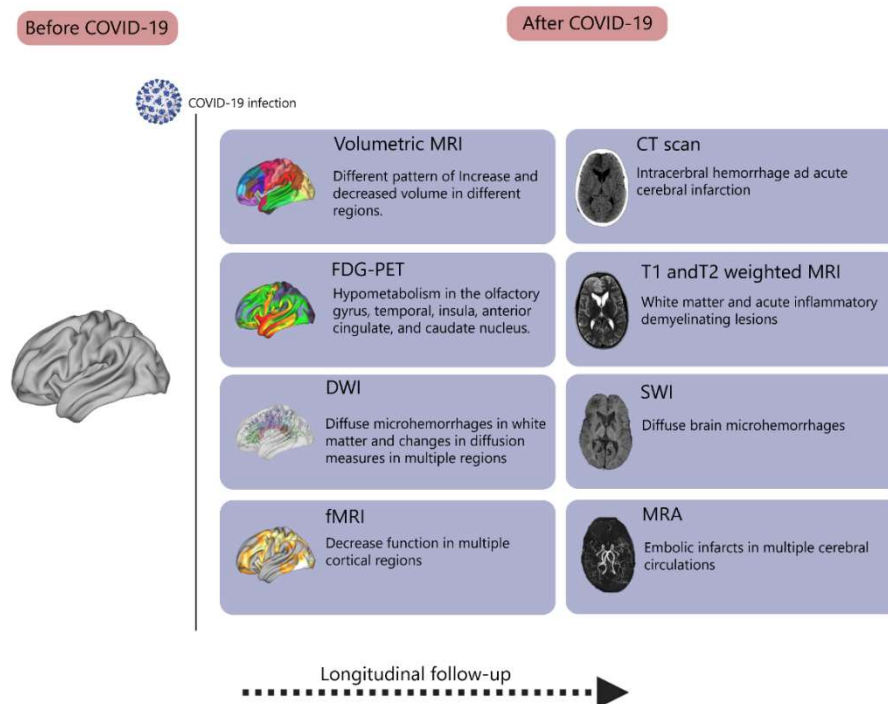 Before COVID-19
After COVID-19
COVID-19 infection
Volumetric MRI
Different pattern of Increase and
decreased volume in different
regions.
CT scan
Intracerbral hemorrhage ad acute
cerebral infarction
FDG-PET
Hypometabolism in the olfactory
gyrus, temporal, insula, anterior
cingulate, and caudate nucleus.
T1 andT2 weighted MRI
White matter and acute inflammatory
demyelinating lesions
DWI
Diffuse microhemorrhages in white
matter and changes in diffusion
measures in multiple regions
SWI
Diffuse brain microhemorrhages
fMRI
Decrease function in multiple
cortical regions
MRA
Embolic infarcts in multiple cerebral
circulations
Longitudinal follow-up